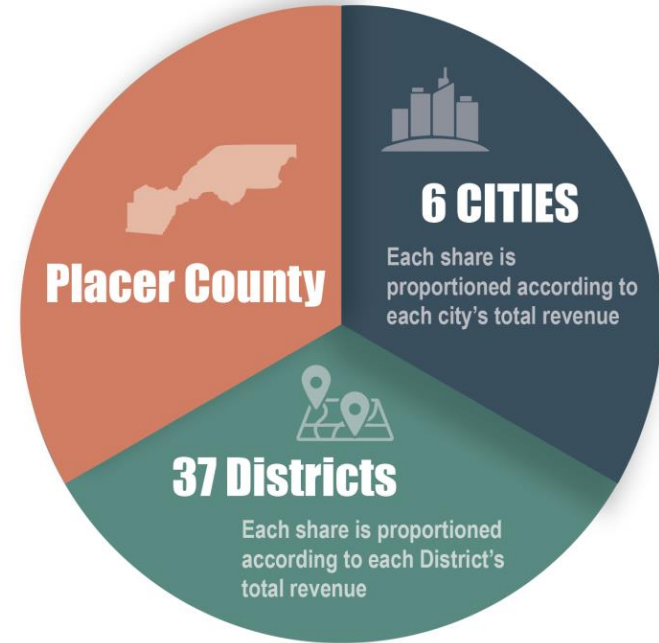 Placer County
6 CITIES
Each share is
proportioned according to
each city's total revenue
37 Districts
Each share is proportioned
according to each District's
total revenue